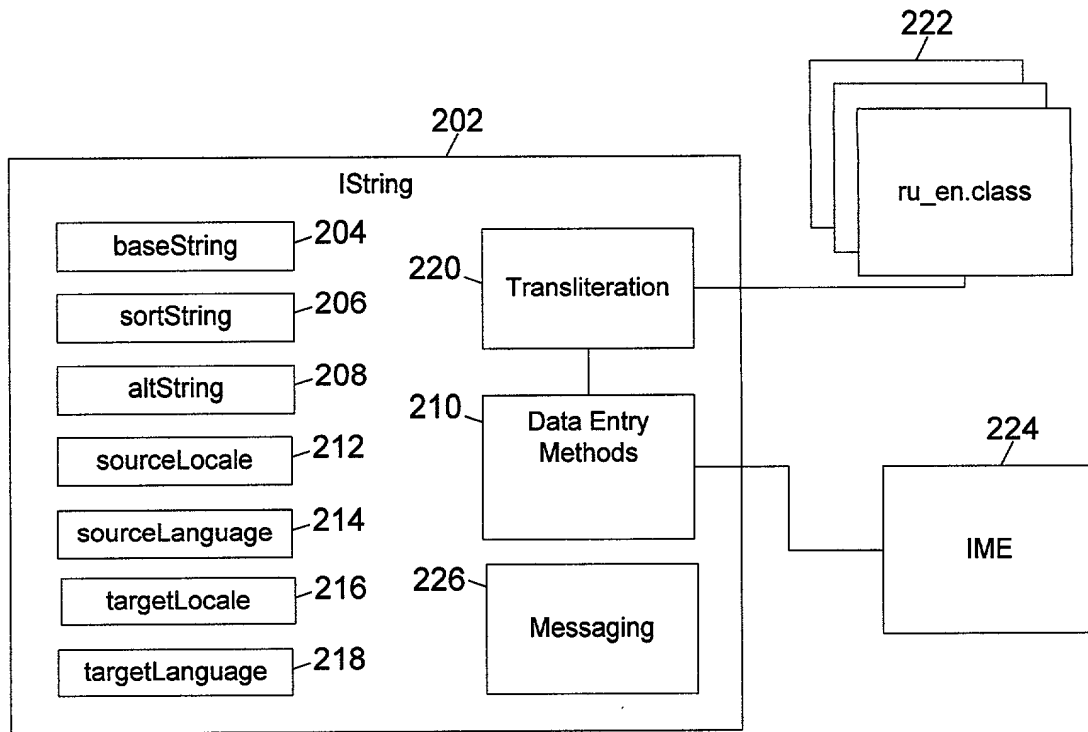 222
202
ru_en.class
IString
baseString
204
sortString
206
altString
208
sourceLocale
212
sourceLanguage
214
targetLocale
216
targetLanguage
218
220
Transliteration
210
Data Entry
Methods
226
Messaging
224
IME